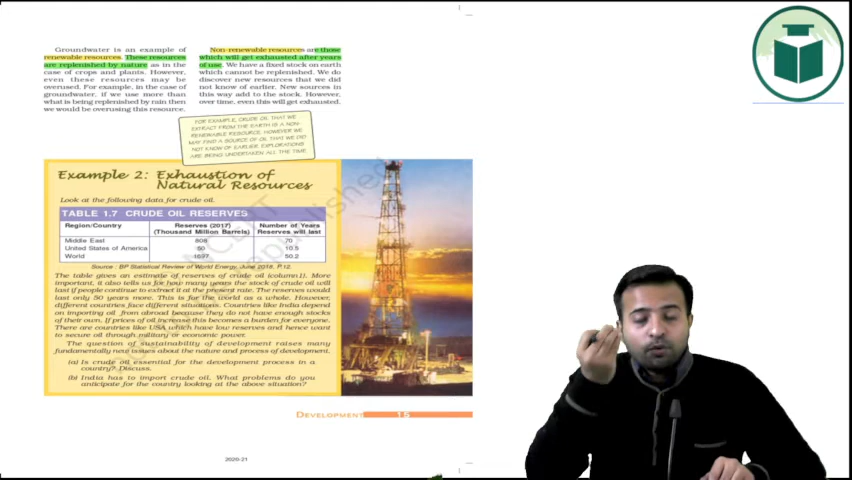 Groundwater is an example of
renewable resources. These resources
are replenished by nature as in the
case of crops and plants. However,
even these resources may be
overused. For example, in the case of
groundwater, if we use more than
what is being replenished by rain then
we would be overusing this resource.
Non-renewable resources are those
which will get exhausted after years
of use. We have a fixed stock on earth
which cannot be replenished. We do
discover new resources that we did
not know of earlier. New sources in
this way add to the stock. However,
over time, even this will get exhausted.
FOR EXAMPLE, CRUDE OIL THAT WE
EXTRACT FROM THE EARTH IS A NON-
RENEWABLE RESOURCE. HOWEVER WE
MAY FIND A SOURCE OF OIL THAT WE DID
NOT KNOW OF EARLIER. EXPLORATIONS
ARE BEING UNDERTAKEN ALL THE TIME.
Example 2: Exhaustion of
Natural Resources
Look at the following data for crude oil.
TABLE 1.7 CRUDE OIL RESERVES
Region/Country Reserves (2017) Number of Years
(Thousand Million Barrels) Reserves will last
Middle East 808 70
United States of America 50 10.5
World 1697 50.2
Source : BP Statistical Review of World Energy, June 2018, P.12.
The table gives an estimate of reserves of crude oil (column1). More
important, it also tells us for how many years the stock of crude oil will
last if people continue to extract it at the present rate. The reserves would
last only 50 years more. This is for the world as a whole. However,
different countries face different situations. Countries like India depend
on importing oil from abroad because they do not have enough stocks
of their own. If prices of oil increase this becomes a burden for everyone.
There are countries like USA which have low reserves and hence want
to secure oil through military or economic power.
The question of sustainability of development raises many
fundamentally new issues about the nature and process of development.
(a) Is crude oil essential for the development process in a
country? Discuss.
(b) India has to import crude oil. What problems do you
anticipate for the country looking at the above situation?
DEVELOPMENT 15
2020-21